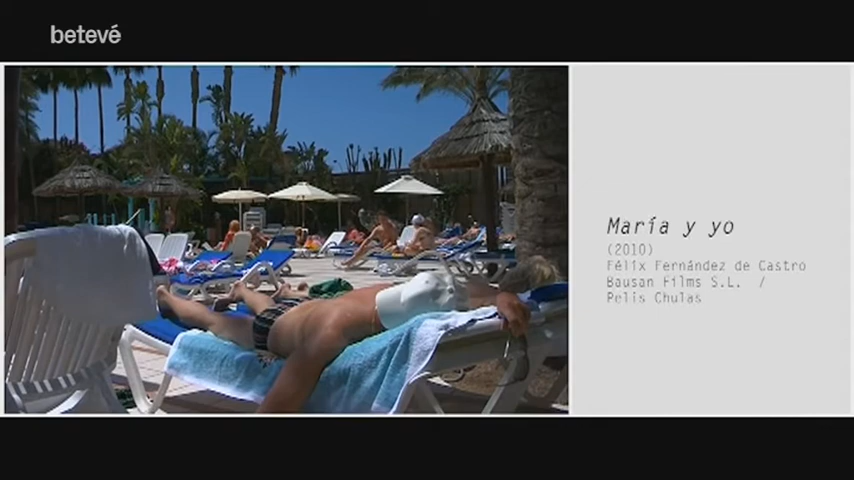 betevé
María y yo
(2010)
Félix Fernández de Castro
Bausan Films S.L. /
Pelis Chulas